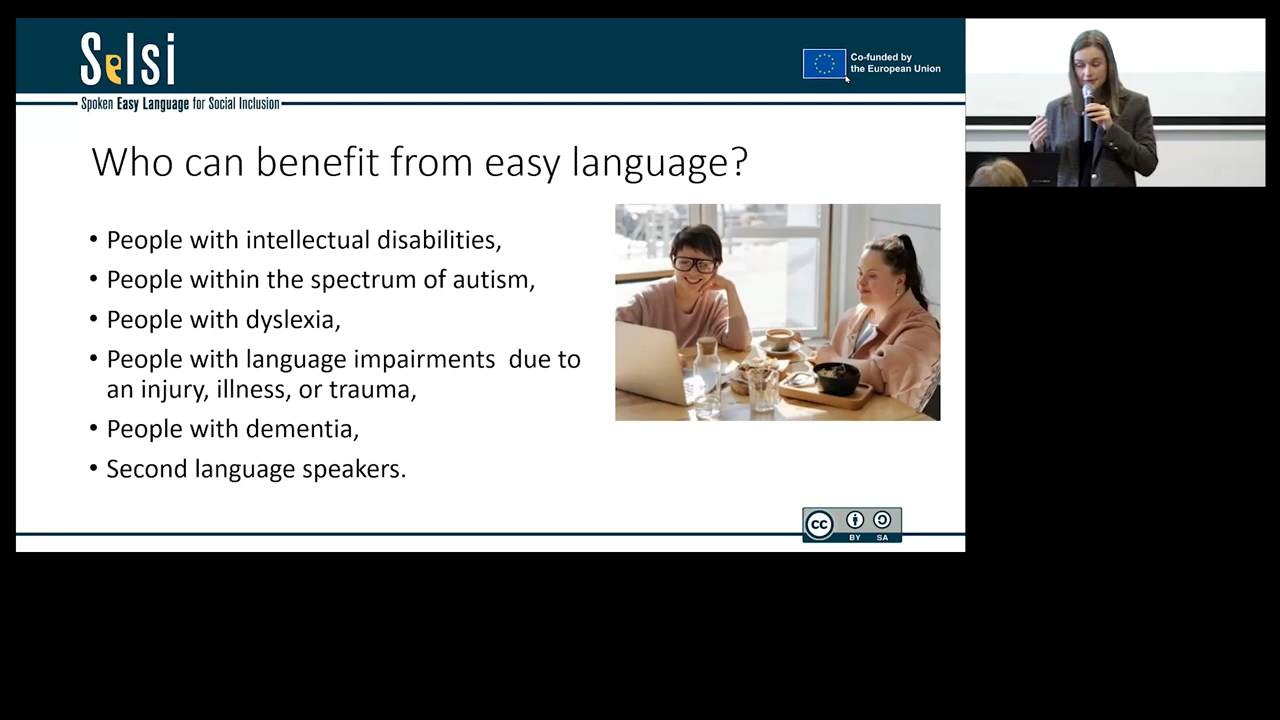 Selsi
Spoken Easy Language for Social Inclusion
Co-funded by
the European Union
Who can benefit from easy language?
• People with intellectual disabilities,
• People within the spectrum of autism,
• People with dyslexia,
• People with language impairments  due to
an injury, illness, or trauma,
• People with dementia,
• Second language speakers.
cc
BY SA